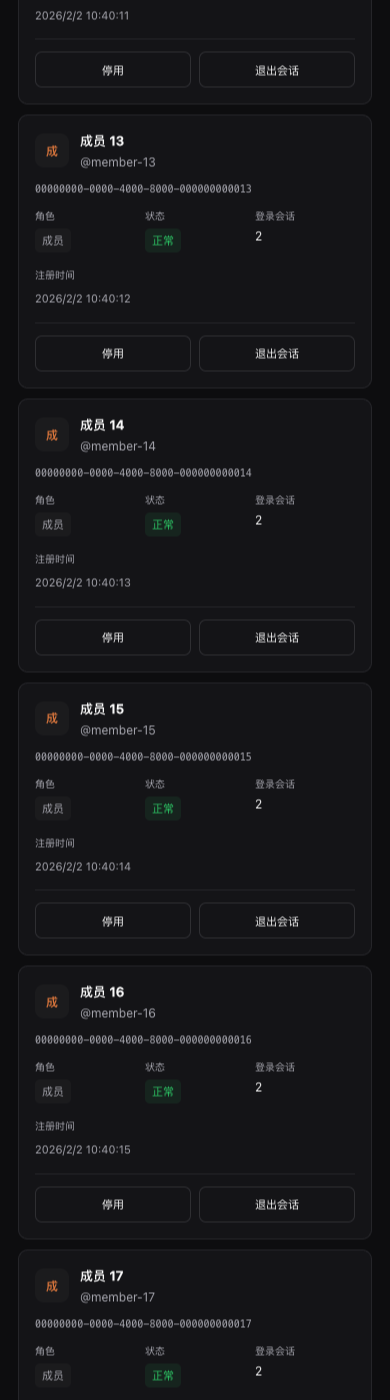 2026/2/2 10:40:11
停用 退出会话
成 成员 13
@member-13
00000000-0000-4000-8000-000000000013
角色 状态 登录会话
成员 正常 2
注册时间
2026/2/2 10:40:12
停用 退出会话
成 成员 14
@member-14
00000000-0000-4000-8000-000000000014
角色 状态 登录会话
成员 正常 2
注册时间
2026/2/2 10:40:13
停用 退出会话
成 成员 15
@member-15
00000000-0000-4000-8000-000000000015
角色 状态 登录会话
成员 正常 2
注册时间
2026/2/2 10:40:14
停用 退出会话
成 成员 16
@member-16
00000000-0000-4000-8000-000000000016
角色 状态 登录会话
成员 正常 2
注册时间
2026/2/2 10:40:15
停用 退出会话
成 成员 17
@member-17
00000000-0000-4000-8000-000000000017
角色 状态 登录会话
成员 正常 2